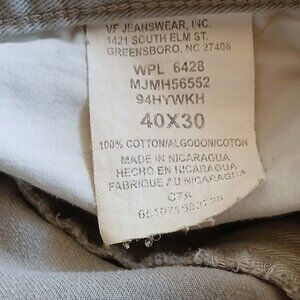 VF JEANSWEAR, INC.
1421 SOUTH ELM ST.
GREENSBORO, NC 27406
WPL 6428
MJMH56552
94HYWKH
40X30
100% COTTON/ALGODON/COTON
MADE IN NICARAGUA
HECHO EN NICARAGUA
FABRIQUE AU NICARAGUA